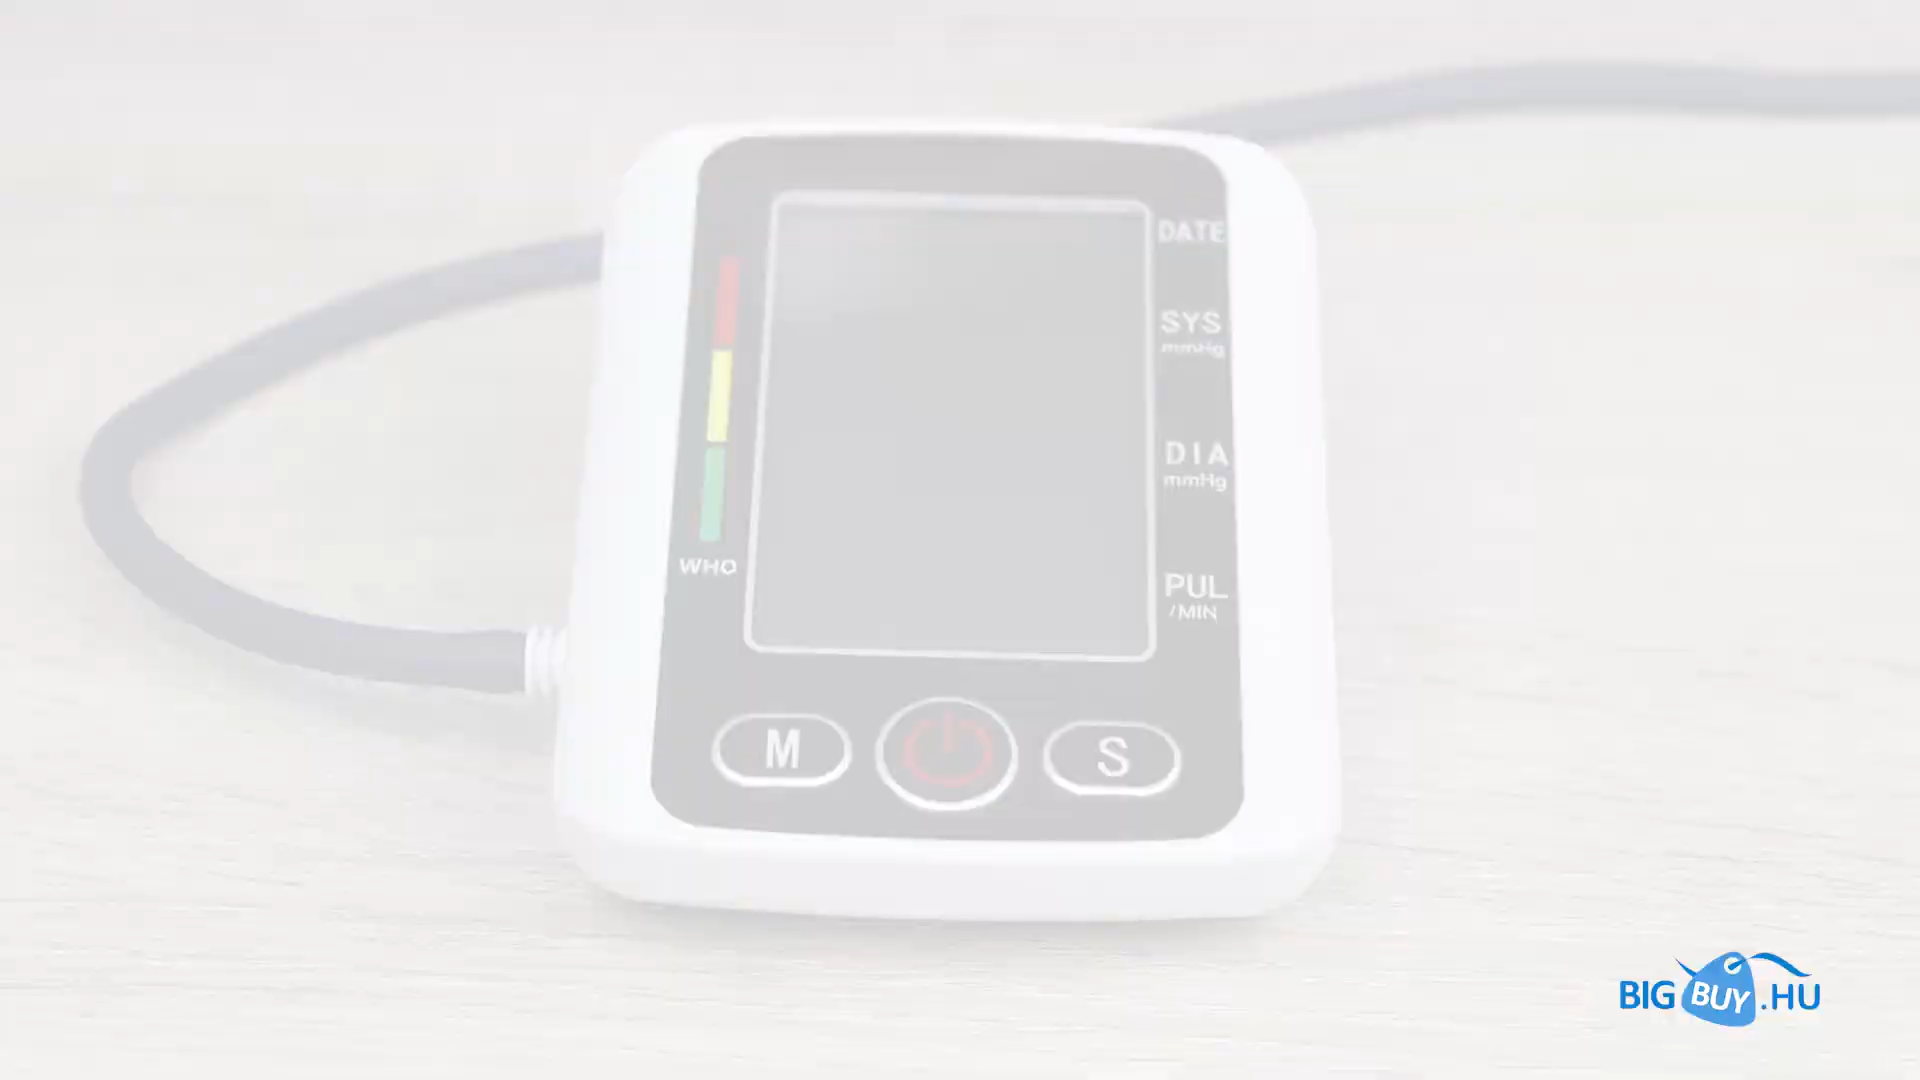 DATE
SYS
mmHg
DIA
mmHg
WHO
PUL
/MIN
M
S
BIG BUY.HU